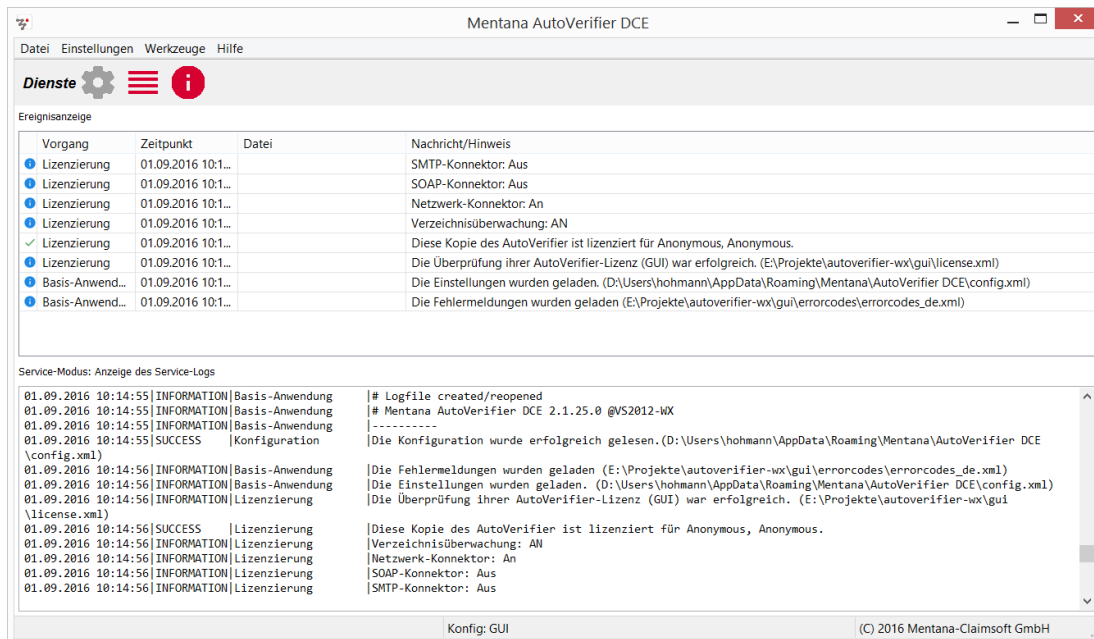 Mentana AutoVerifier DCE
Datei Einstellungen Werkzeuge Hilfe
Dienste
Ereignisanzeige
Vorgang Zeitpunkt Datei Nachricht/Hinweis
Lizenzierung 01.09.2016 10:1... SMTP-Konnektor: Aus
Lizenzierung 01.09.2016 10:1... SOAP-Konnektor: Aus
Lizenzierung 01.09.2016 10:1... Netzwerk-Konnektor: An
Lizenzierung 01.09.2016 10:1... Verzeichnisüberwachung: AN
Lizenzierung 01.09.2016 10:1... Diese Kopie des AutoVerifier ist lizenziert für Anonymous, Anonymous.
Lizenzierung 01.09.2016 10:1... Die Überprüfung ihrer AutoVerifier-Lizenz (GUI) war erfolgreich. (E:\Projekte\autoverifier-wx\gui\license.xml)
Basis-Anwend... 01.09.2016 10:1... Die Einstellungen wurden geladen. (D:\Users\hohmann\AppData\Roaming\Mentana\AutoVerifier DCE\config.xml)
Basis-Anwend... 01.09.2016 10:1... Die Fehlermeldungen wurden geladen (E:\Projekte\autoverifier-wx\gui\errorcodes\errorcodes_de.xml)
Service-Modus: Anzeige des Service-Logs
01.09.2016 10:14:55|INFORMATION|Basis-Anwendung |# Logfile created/reopened
01.09.2016 10:14:55|INFORMATION|Basis-Anwendung |# Mentana AutoVerifier DCE 2.1.25.0 @VS2012-WX
01.09.2016 10:14:55|INFORMATION|Basis-Anwendung |----------
01.09.2016 10:14:55|SUCCESS |Konfiguration |Die Konfiguration wurde erfolgreich gelesen.(D:\Users\hohmann\AppData\Roaming\Mentana\AutoVerifier DCE
\config.xml)
01.09.2016 10:14:56|INFORMATION|Basis-Anwendung |Die Fehlermeldungen wurden geladen (E:\Projekte\autoverifier-wx\gui\errorcodes\errorcodes_de.xml)
01.09.2016 10:14:56|INFORMATION|Basis-Anwendung |Die Einstellungen wurden geladen. (D:\Users\hohmann\AppData\Roaming\Mentana\AutoVerifier DCE\config.xml)
01.09.2016 10:14:56|INFORMATION|Lizenzierung |Die Überprüfung ihrer AutoVerifier-Lizenz (GUI) war erfolgreich. (E:\Projekte\autoverifier-wx\gui
\license.xml)
01.09.2016 10:14:56|SUCCESS |Lizenzierung |Diese Kopie des AutoVerifier ist lizenziert für Anonymous, Anonymous.
01.09.2016 10:14:56|INFORMATION|Lizenzierung |Verzeichnisüberwachung: AN
01.09.2016 10:14:56|INFORMATION|Lizenzierung |Netzwerk-Konnektor: An
01.09.2016 10:14:56|INFORMATION|Lizenzierung |SOAP-Konnektor: Aus
01.09.2016 10:14:56|INFORMATION|Lizenzierung |SMTP-Konnektor: Aus
Konfig: GUI (C) 2016 Mentana-Claimsoft GmbH